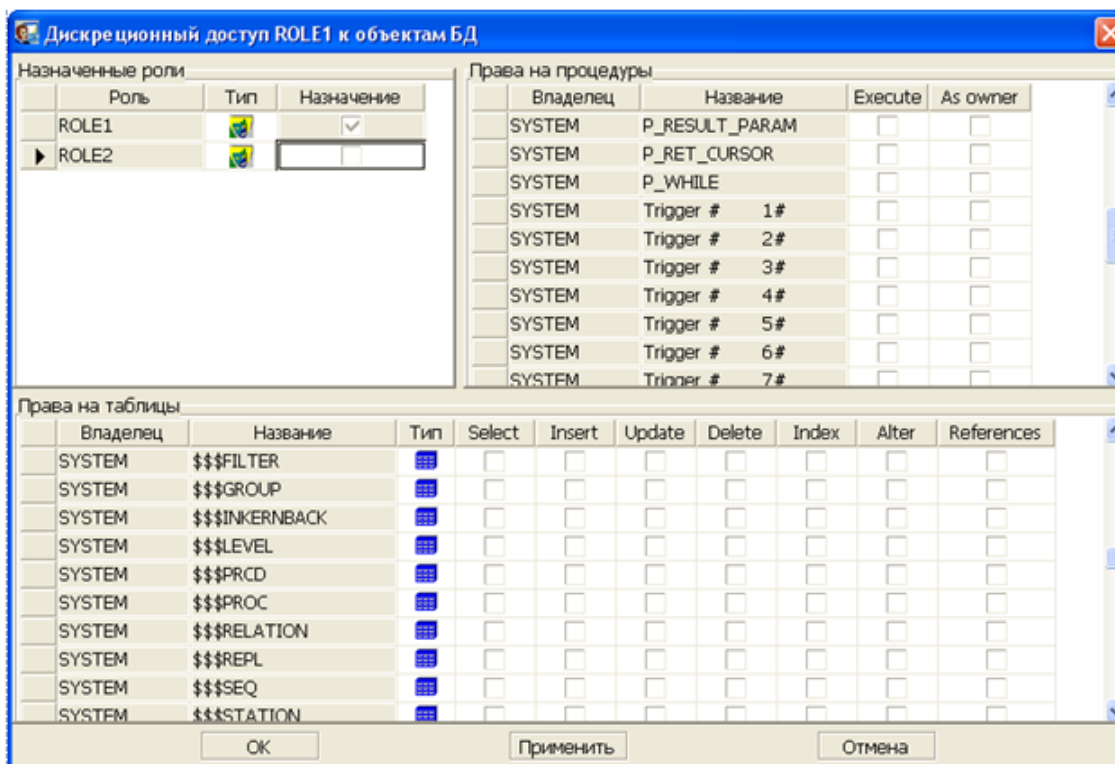 Дискреционный доступ ROLE1 к объектам БД
Назначенные роли
Роль Тип Назначение
ROLE1
ROLE2
Права на процедуры
Владелец Название Execute As owner
SYSTEM P_RESULT_PARAM
SYSTEM P_RET_CURSOR
SYSTEM P_WHILE
SYSTEM Trigger # 1#
SYSTEM Trigger # 2#
SYSTEM Trigger # 3#
SYSTEM Trigger # 4#
SYSTEM Trigger # 5#
SYSTEM Trigger # 6#
SYSTEM Trigger # 7#
Права на таблицы
Владелец Название Тип Select Insert Update Delete Index Alter References
SYSTEM $$$FILTER
SYSTEM $$$GROUP
SYSTEM $$$INKERNBACK
SYSTEM $$$LEVEL
SYSTEM $$$PRCD
SYSTEM $$$PROC
SYSTEM $$$RELATION
SYSTEM $$$REPL
SYSTEM $$$SEQ
SYSTEM $$$STATION
OK Применить Отмена